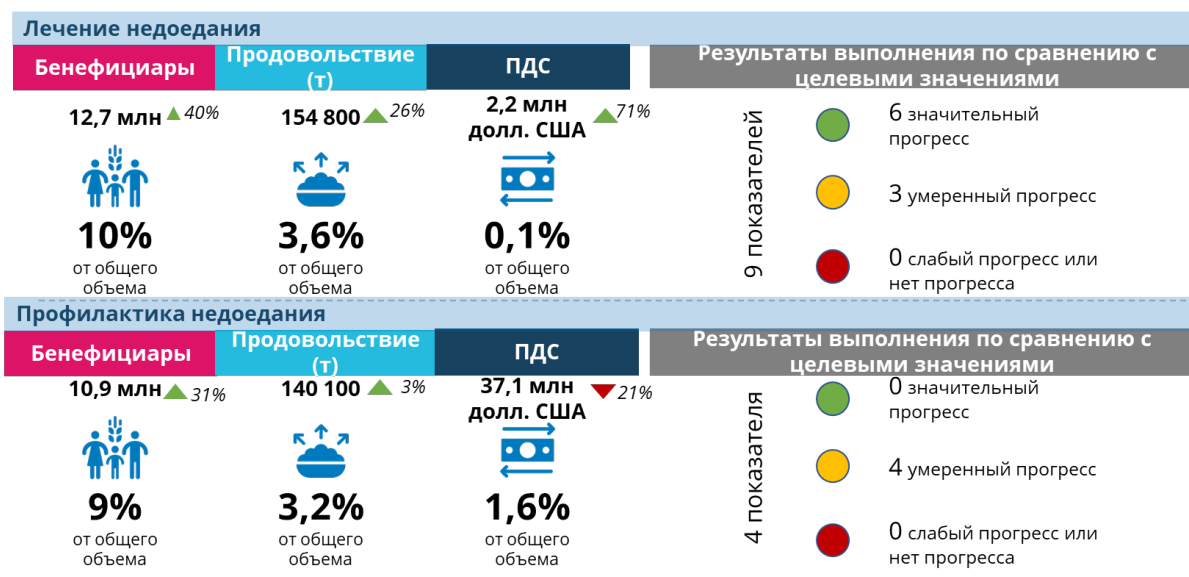 Лечение недоедания
Бенефициары
Продовольствие
(т)
ПДС
Результаты выполнения по сравнению с
целевыми значениями
12,7 млн
40%
154 800
26%
2,2 млн
долл. США
71%
10%
от общего
объема
3,6%
от общего
объема
0,1%
от общего
объема
9 показателей
6 значительный
прогресс
3 умеренный прогресс
0 слабый прогресс или
нет прогресса
Профилактика недоедания
Бенефициары
Продовольствие
(т)
ПДС
Результаты выполнения по сравнению с
целевыми значениями
10,9 млн
31%
140 100
3%
37,1 млн
долл. США
21%
9%
от общего
объема
3,2%
от общего
объема
1,6%
от общего
объема
4 показателя
0 значительный
прогресс
4 умеренный прогресс
0 слабый прогресс или
нет прогресса